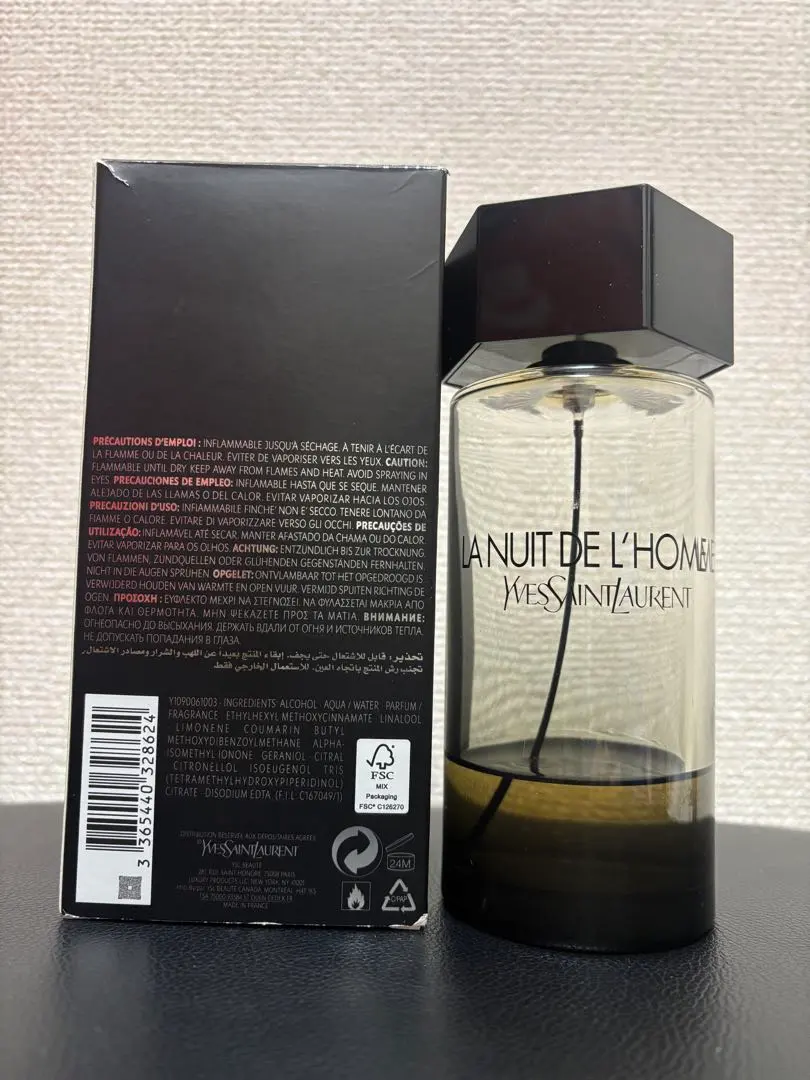 PRÉCAUTIONS D'EMPLOI : INFLAMMABLE JUSQU'À SÉCHAGE. À TENIR À L'ÉCART DE
LA FLAMME OU DE LA CHALEUR. ÉVITER DE VAPORISER VERS LES YEUX. CAUTION:
FLAMMABLE UNTIL DRY. KEEP AWAY FROM FLAMES AND HEAT. AVOID SPRAYING IN
EYES. PRECAUCIONES DE EMPLEO: INFLAMABLE HASTA QUE SE SEQUE. MANTENER
ALEJADO DE LAS LLAMAS O DEL CALOR. EVITAR VAPORIZAR HACIA LOS OJOS.
PRECAUZIONI D'USO: INFIAMMABILE FINCHE' NON E' SECCO. TENERE LONTANO DA
FIAMME O CALORE. EVITARE DI VAPORIZZARE VERSO GLI OCCHI. PRECAUÇÕES DE
UTILIZAÇÃO: INFLAMÁVEL ATÉ SECAR. MANTER AFASTADO DA CHAMA OU DO CALOR.
EVITAR VAPORIZAR PARA OS OLHOS. ACHTUNG: ENTZÜNDLICH BIS ZUR TROCKNUNG.
VON FLAMMEN, ZÜNDQUELLEN ODER GLÜHENDEN GEGENSTÄNDEN FERNHALTEN.
NICHT IN DIE AUGEN SPRÜHEN. OPGELET: ONTVLAMBAAR TOT HET OPGEDROOGD IS.
VERWIJDERD HOUDEN VAN WARMTE EN OPEN VUUR. VERMIJD SPUITEN RICHTING DE
OGEN. ΠΡΟΣΟΧΗ : ΕΥΦΛΕΚΤΟ ΜΕΧΡΙ ΝΑ ΣΤΕΓΝΩΣΕΙ. ΝΑ ΦΥΛΑΣΣΕΤΑΙ ΜΑΚΡΙΑ ΑΠΟ
ΦΛΟΓΑ ΚΑΙ ΘΕΡΜΟΤΗΤΑ. ΜΗΝ ΨΕΚΑΖΕΤΕ ΠΡΟΣ ΤΑ ΜΑΤΙΑ. ВНИМАНИЕ:
ОГНЕОПАСНО ДО ВЫСЫХАНИЯ. ДЕРЖАТЬ ВДАЛИ ОТ ОГНЯ И ИСТОЧНИКОВ ТЕПЛА.
НЕ ДОПУСКАТЬ ПОПАДАНИЯ В ГЛАЗА.
تحذير: قابل للاشتعال حتى يجف. إبقاء المنتج بعيداً عن اللهب والشرار ومصادر الاشتعال.
تجنب رش المنتج باتجاه العين. للاستعمال الخارجي فقط.
Y1090061003 - INGREDIENTS: ALCOHOL AQUA / WATER PARFUM /
FRAGRANCE ETHYLHEXYL METHOXYCINNAMATE LINALOOL
LIMONENE COUMARIN BUTYL
METHOXYDIBENZOYLMETHANE ALPHA-
ISOMETHYL IONONE GERANIOL CITRAL
CITRONELLOL ISOEUGENOL TRIS
(TETRAMETHYLHYDROXYPIPERIDINOL)
CITRATE DISODIUM EDTA (F.I.L. C167049/1)
FSC
MIX
Packaging
FSC® C126270
3 365440 328624
DISTRIBUTION RÉSERVÉE AUX DÉPOSITAIRES AGRÉÉS
YVESSAINTLAURENT
YSL BEAUTÉ
MADE IN FRANCE
24M
PAP
LA NUIT DE L'HOMME
YVESSAINTLAURENT